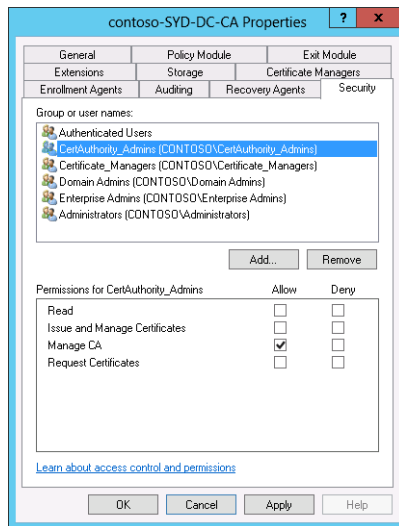 contoso-SYD-DC-CA Properties
?
x
General Policy Module Exit Module
Extensions Storage Certificate Managers
Enrollment Agents Auditing Recovery Agents Security
Group or user names:
Authenticated Users
CertAuthority_Admins (CONTOSO\CertAuthority_Admins)
Certificate_Managers (CONTOSO\Certificate_Managers)
Domain Admins (CONTOSO\Domain Admins)
Enterprise Admins (CONTOSO\Enterprise Admins)
Administrators (CONTOSO\Administrators)
Add... Remove
Permissions for CertAuthority_Admins Allow Deny
Read
Issue and Manage Certificates
Manage CA
Request Certificates
Learn about access control and permissions
OK Cancel Apply Help